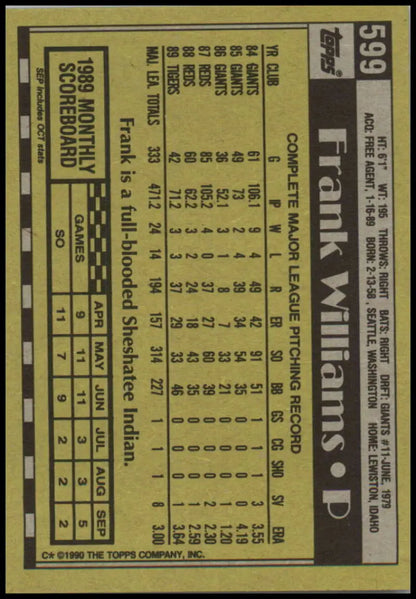 599
TOPPS
Frank Williams • P
HT: 6'1" WT: 195 THROWS: RIGHT BATS: RIGHT DRFT: GIANTS #11-JUNE, 1979
ACQ: FREE AGENT, 1-16-89 BORN: 2-13-58, SEATTLE, WASHINGTON HOME: LEWISTON, IDAHO
COMPLETE MAJOR LEAGUE PITCHING RECORD
YR CLUB G IP W L R ER SO BB GS CG SHO SV ERA
84 GIANTS 61 106.1 9 4 49 42 91 51 1 1 1 3 3.55
85 GIANTS 49 73 2 4 39 34 54 35 0 0 0 0 4.19
86 GIANTS 36 52.1 3 1 8 7 33 21 0 0 0 1 1.20
87 REDS 85 105.2 4 0 37 27 60 39 0 0 0 2 2.30
88 REDS 60 62.2 3 2 24 18 43 35 0 0 0 1 2.59
89 TIGERS 42 71.2 3 3 37 29 33 46 0 0 0 1 3.64
MAJ. LEA. TOTALS 333 471.2 24 14 194 157 314 227 1 1 1 8 3.00
Frank is a full-blooded Sheshatee Indian.
1989 MONTHLY
SCOREBOARD
APR MAY JUN JUL AUG SEP
GAMES 9 11 11 3 3 5
SO 11 7 9 2 2 2
SEP includes OCT stats
C* ©1990 THE TOPPS COMPANY, INC.